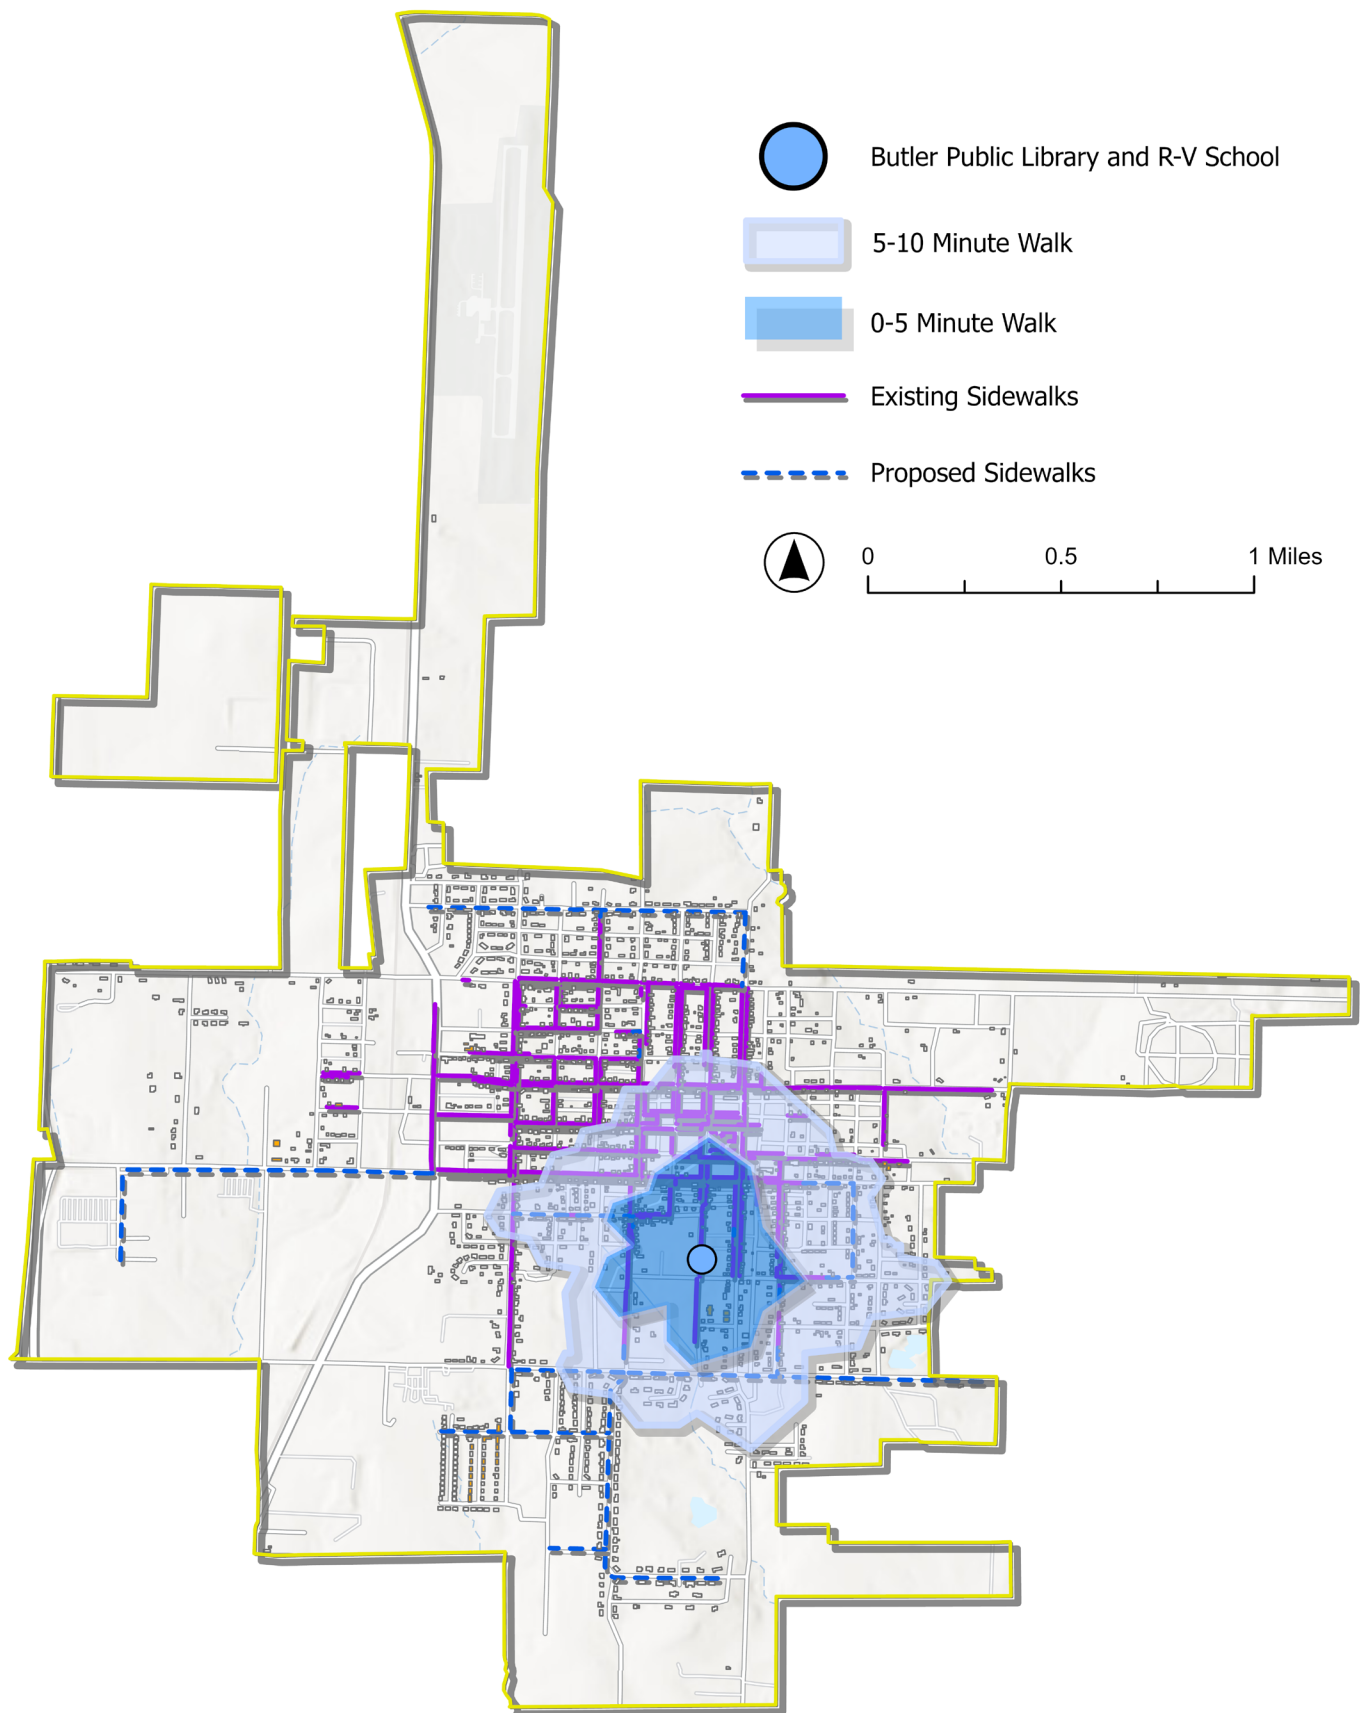 Butler Public Library and R-V School
5-10 Minute Walk
0-5 Minute Walk
Existing Sidewalks
Proposed Sidewalks
0 0.5 1 Miles